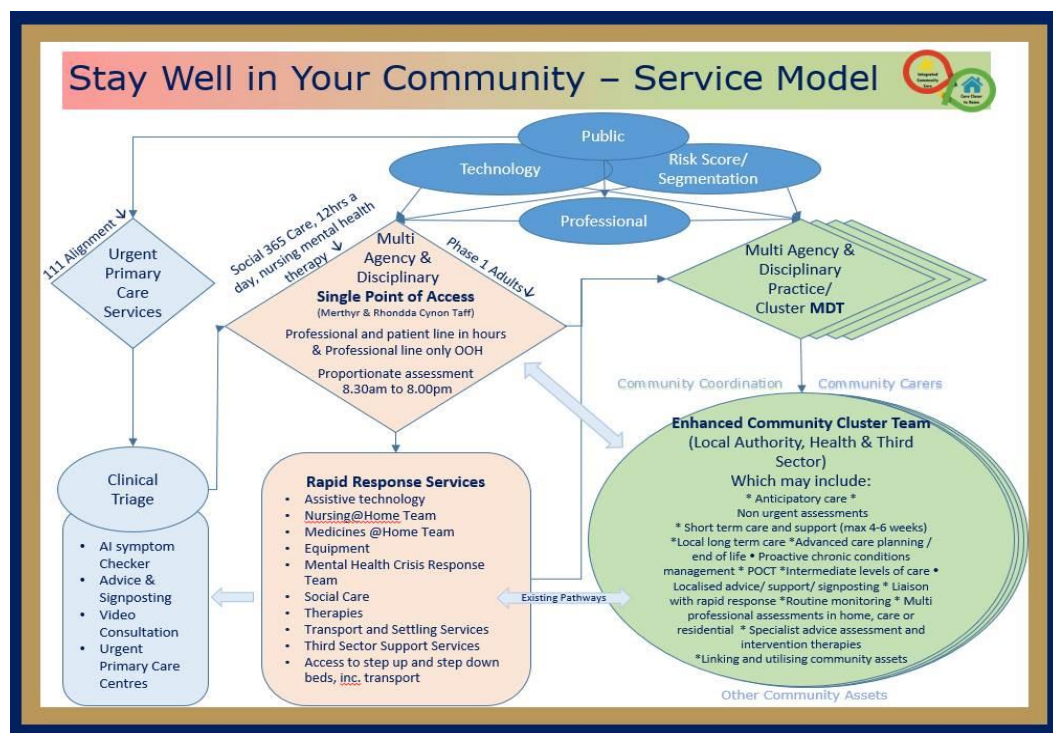 Stay Well in Your Community – Service Model
Integrated
Community
Care
Care Closer
to Home
Public
Technology
Risk Score/
Segmentation
Professional
111 Alignment
Urgent
Primary
Care
Services
Social 365 Care, 12hrs a
day, nursing mental health
therapy
Phase 1 Adults
Multi
Agency &
Disciplinary
Single Point of Access
(Merthyr & Rhondda Cynon Taff)
Professional and patient line in hours
& Professional line only OOH
Proportionate assessment
8.30am to 8.00pm
Multi Agency &
Disciplinary
Practice/
Cluster MDT
Community Coordination
Community Carers
Clinical
Triage
• AI symptom
Checker
• Advice &
Signposting
• Video
Consultation
• Urgent
Primary Care
Centres
Rapid Response Services
• Assistive technology
• Nursing@Home Team
• Medicines @Home Team
• Equipment
• Mental Health Crisis Response
Team
• Social Care
• Therapies
• Transport and Settling Services
• Third Sector Support Services
• Access to step up and step down
beds, inc. transport
Existing Pathways
Enhanced Community Cluster Team
(Local Authority, Health & Third
Sector)
Which may include:
* Anticipatory care *
Non urgent assessments
* Short term care and support (max 4-6 weeks)
*Local long term care *Advanced care planning /
end of life • Proactive chronic conditions
management * POCT *Intermediate levels of care •
Localised advice/ support/ signposting * Liaison
with rapid response *Routine monitoring * Multi
professional assessments in home, care or
residential * Specialist advice assessment and
intervention therapies
*Linking and utilising community assets
Other Community Assets